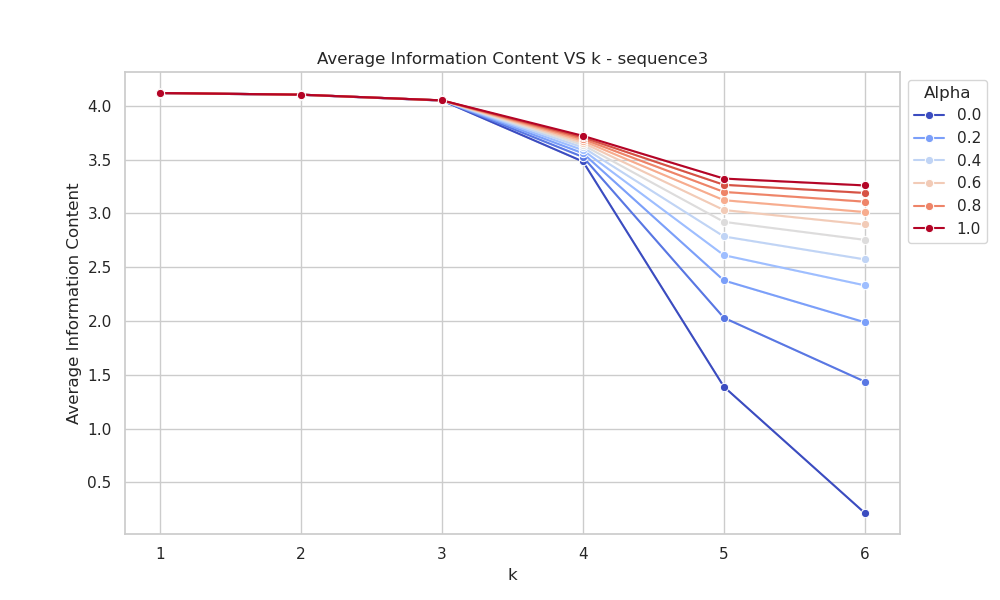 Average Information Content VS k - sequence3
Average Information Content
4.0
3.5
3.0
2.5
2.0
1.5
1.0
0.5
1 2 3 4 5 6
k
Alpha
0.0
0.2
0.4
0.6
0.8
1.0